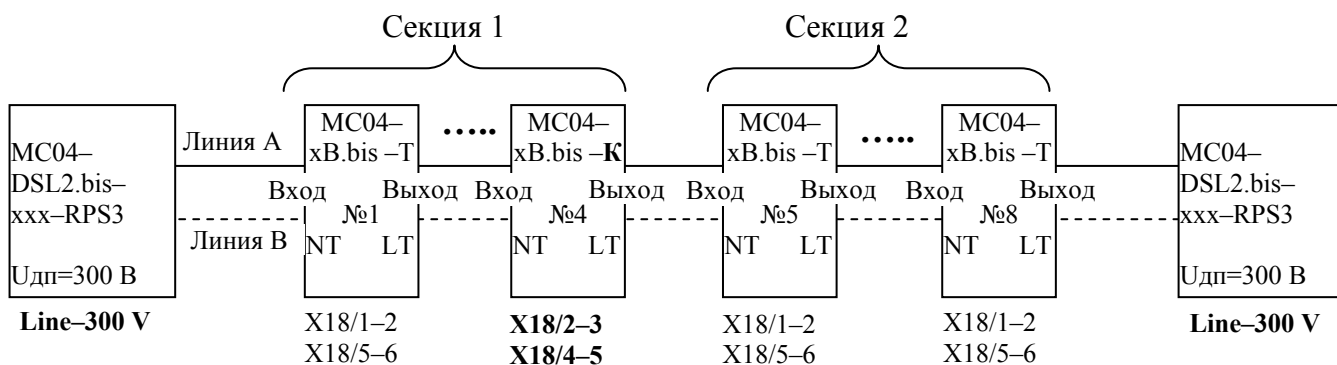 Секция 1
Секция 2
MC04–
DSL2.bis–
xxx–RPS3
Uдп=300 В
Line–300 V
Линия А
Линия В
MC04–
xB.bis –T
Вход
Выход
№1
NT LT
X18/1–2
X18/5–6
.....
MC04–
xB.bis –К
Вход
Выход
№4
NT LT
X18/2–3
X18/4–5
MC04–
xB.bis –T
Вход
Выход
№5
NT LT
X18/1–2
X18/5–6
.....
MC04–
xB.bis –T
Вход
Выход
№8
NT LT
X18/1–2
X18/5–6
MC04–
DSL2.bis–
xxx–RPS3
Uдп=300 В
Line–300 V